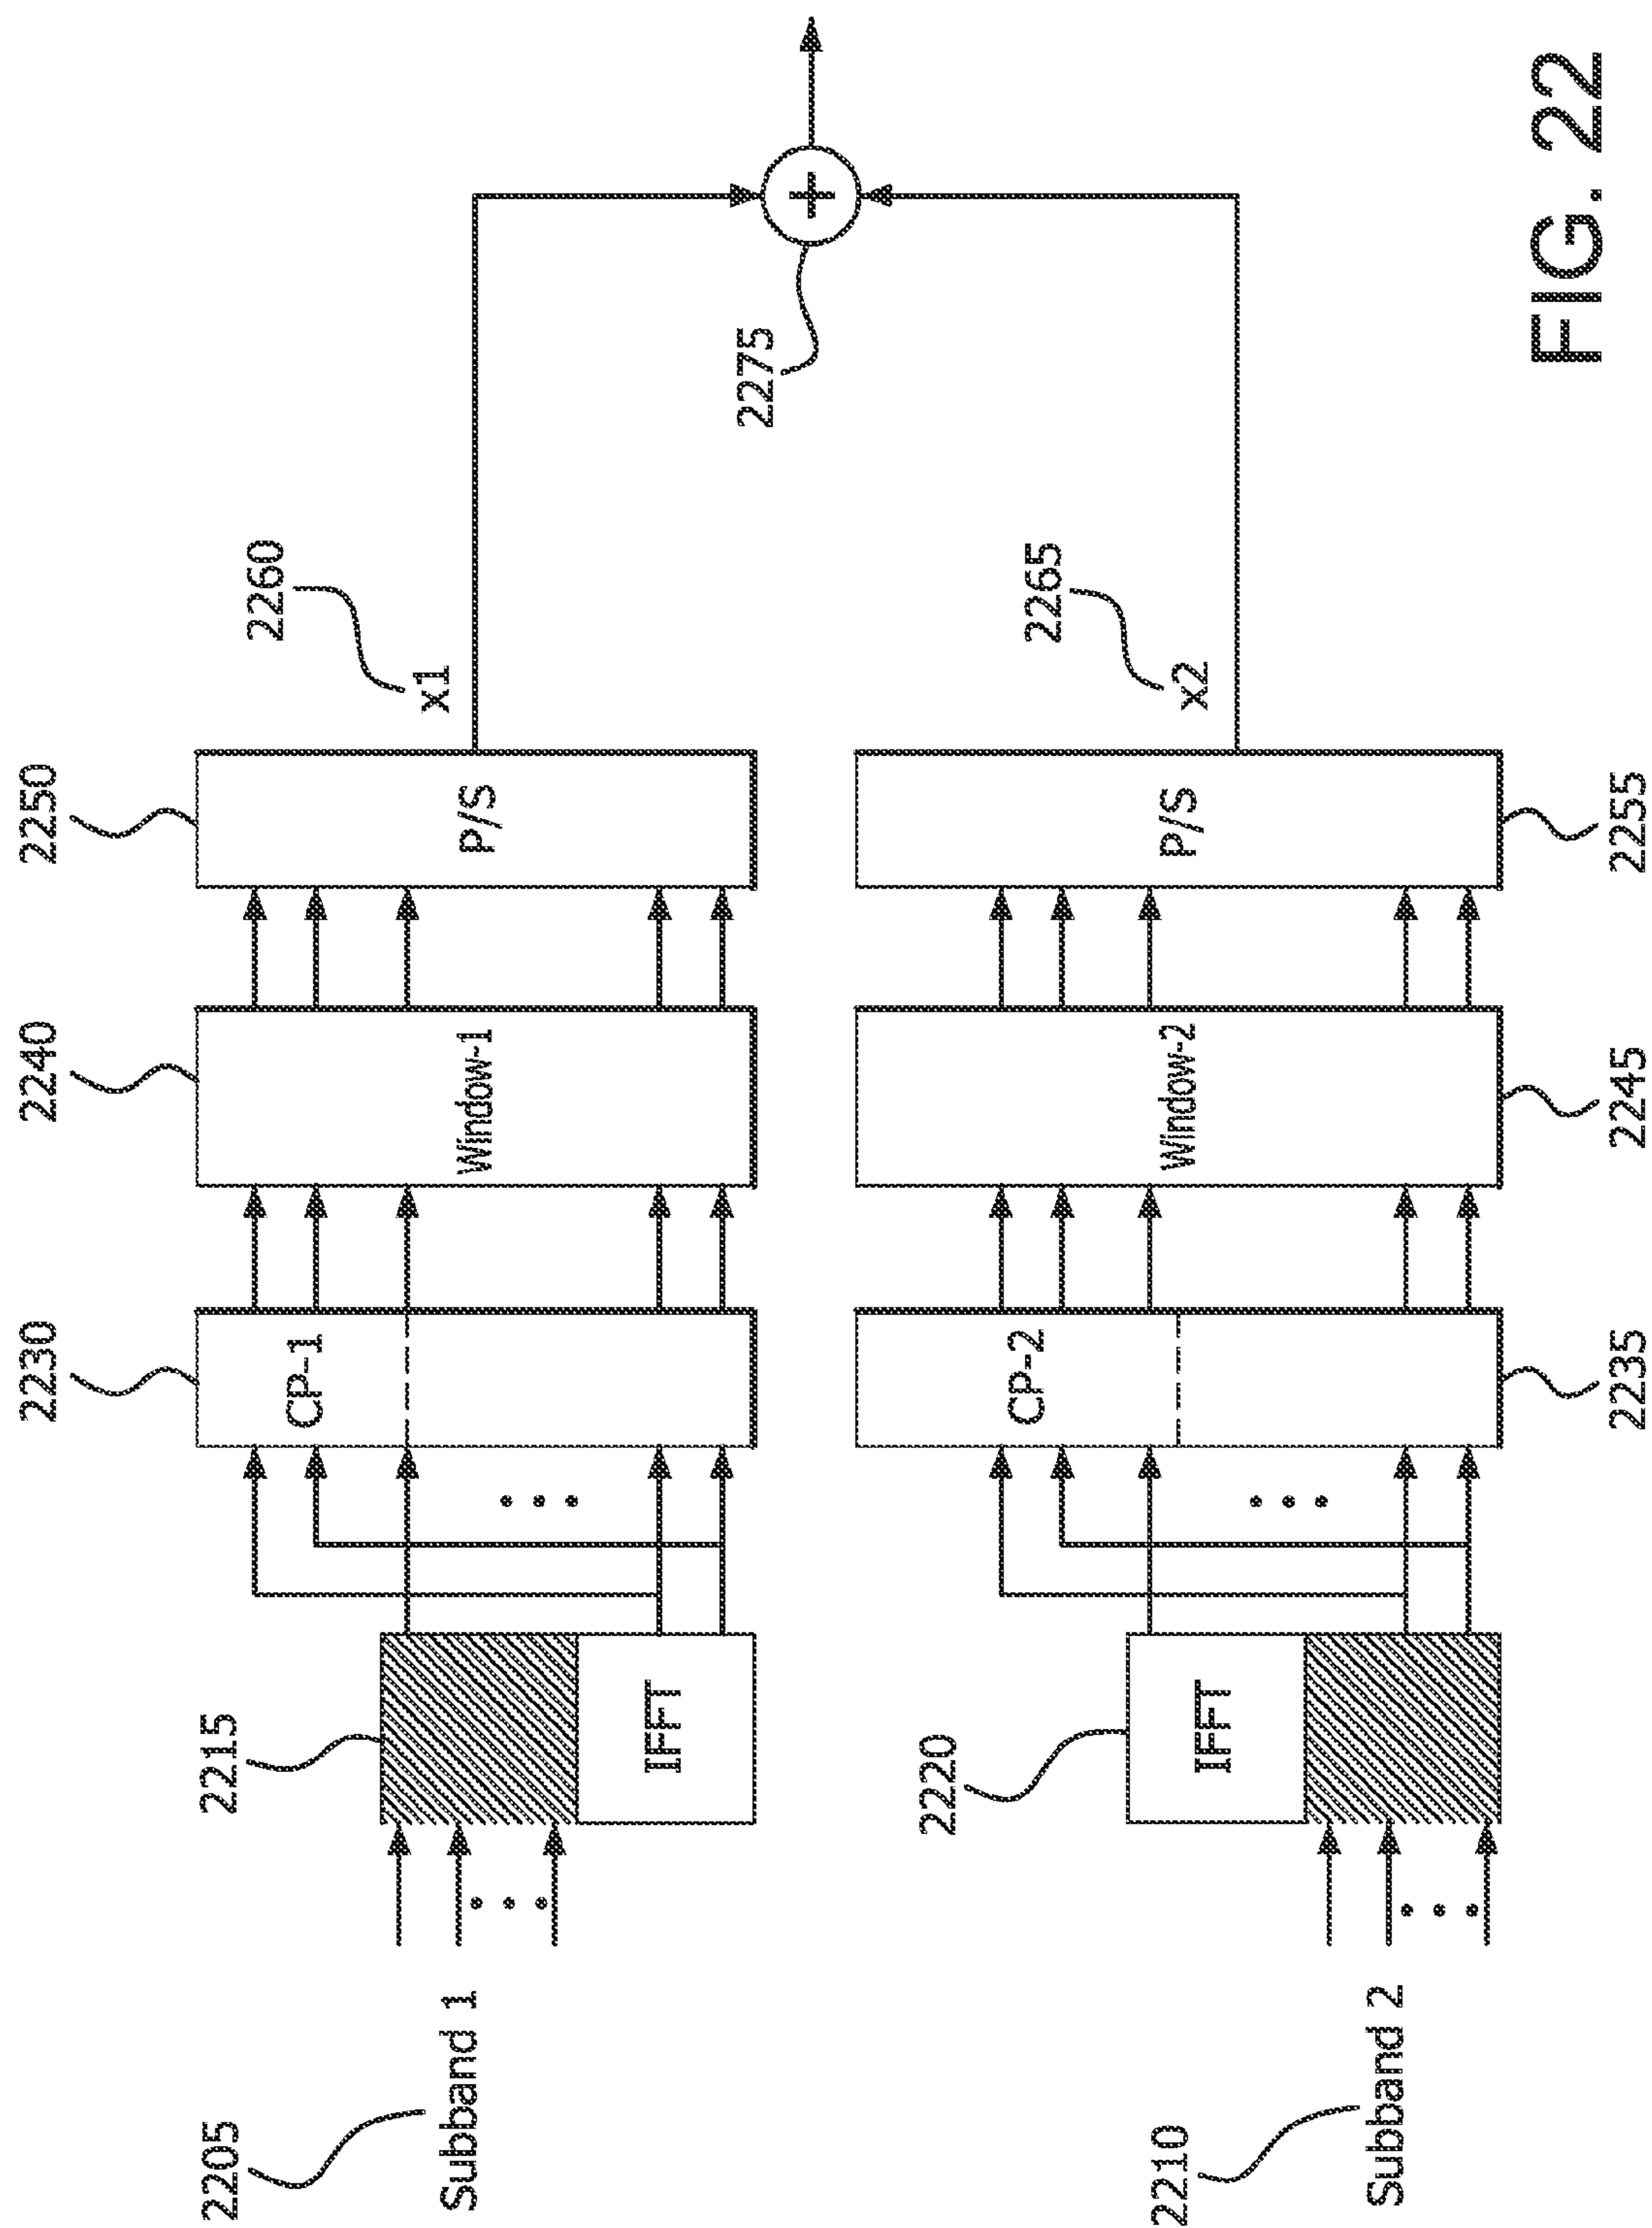 2205
Subband 1
2215
IFFT
2230
CP-1
2240
Window-1
2250
P/S
2260
x1
2275
+
2210
Subband 2
2220
IFFT
2235
CP-2
2245
Window-2
2255
P/S
2265
x2
FIG. 22